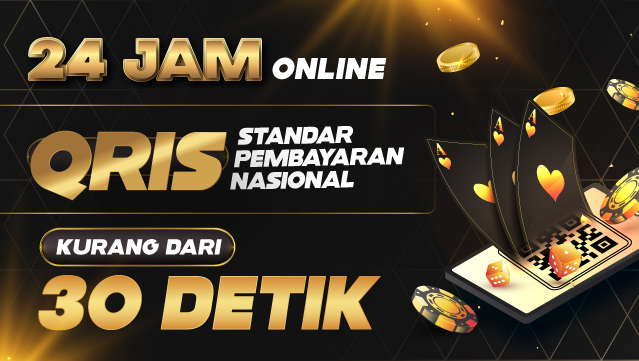 24 JAM ONLINE
QRIS
STANDAR
PEMBAYARAN
NASIONAL
KURANG DARI
30 DETIK
A
A
A